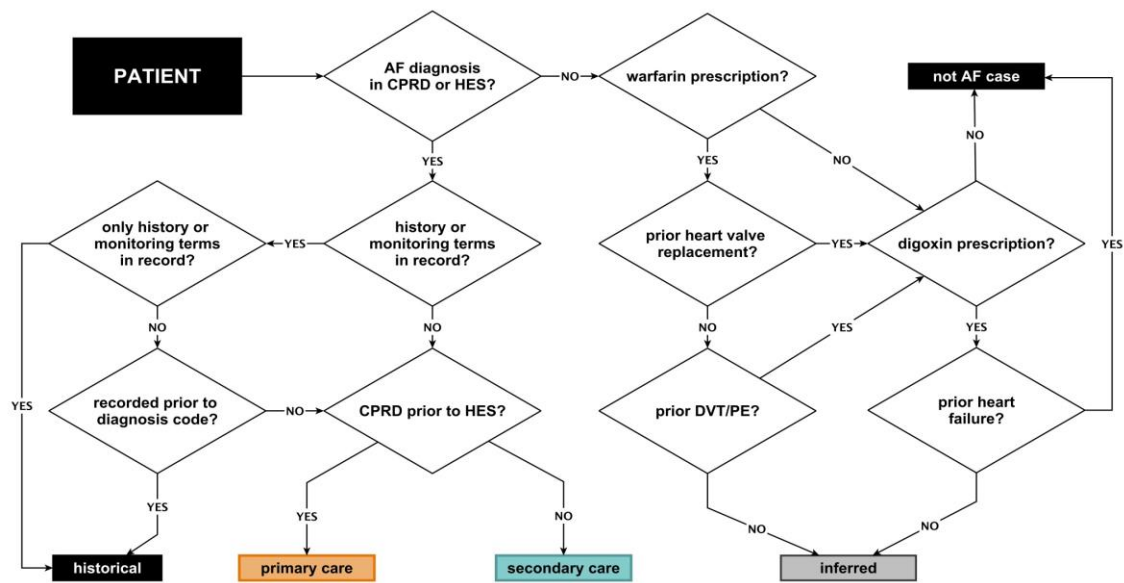 PATIENT
AF diagnosis
in CPRD or HES?
NO
warfarin prescription?
not AF case
YES
YES
NO
NO
only history or
monitoring terms
in record?
YES
history or
monitoring terms
in record?
prior heart valve
replacement?
YES
digoxin prescription?
YES
NO
NO
NO
YES
YES
YES
recorded prior to
diagnosis code?
NO
CPRD prior to HES?
prior DVT/PE?
prior heart
failure?
YES
YES
NO
NO
NO
historical
primary care
secondary care
inferred